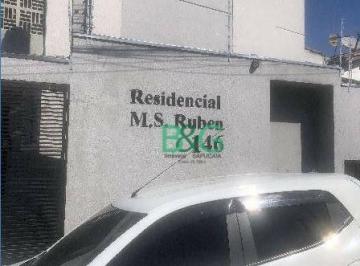 Residencial
M.S. Ruben
146